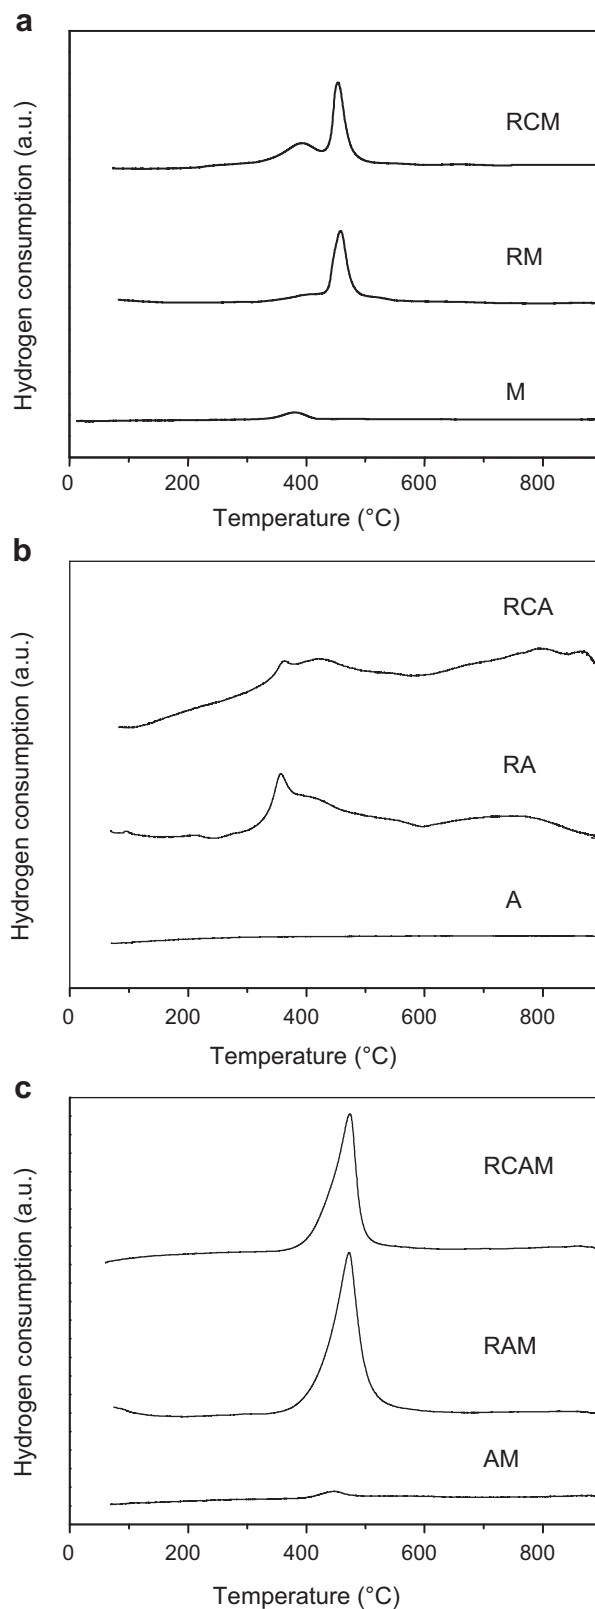 a
Hydrogen consumption (a.u.)
RCM
RM
M
0 200 400 600 800
Temperature (°C)
b
Hydrogen consumption (a.u.)
RCA
RA
A
0 200 400 600 800
Temperature (°C)
c
Hydrogen consumption (a.u.)
RCAM
RAM
AM
0 200 400 600 800
Temperature (°C)